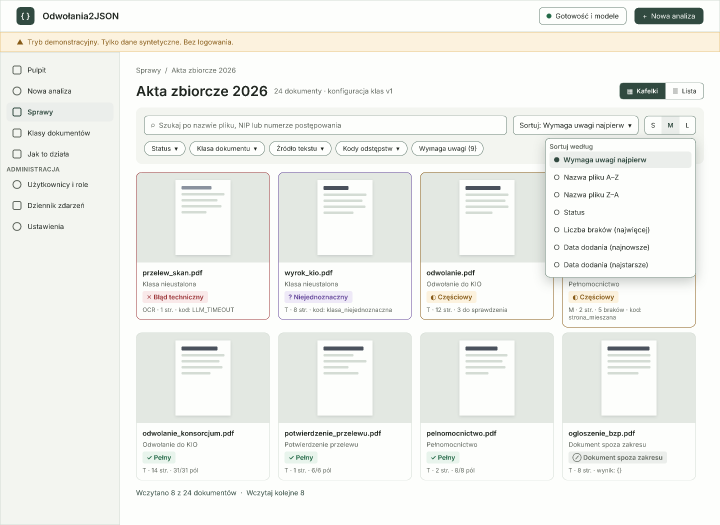 { } Odwołania2JSON
Gotowość i modele
+ Nowa analiza
Tryb demonstracyjny. Tylko dane syntetyczne. Bez logowania.
Pulpit
Nowa analiza
Sprawy
Klasy dokumentów
Jak to działa
ADMINISTRACJA
Użytkownicy i role
Dziennik zdarzeń
Ustawienia
Sprawy / Akta zbiorcze 2026
Akta zbiorcze 2026 24 dokumenty · konfiguracja klas v1
Kafelki Lista
Szukaj po nazwie pliku, NIP lub numerze postępowania
Sortuj: Wymaga uwagi najpierw ▾
S M L
Status ▾ Klasa dokumentu ▾ Źródło tekstu ▾ Kody odstępstw ▾ Wymaga uwagi (9)
Sortuj według
Wymaga uwagi najpierw
Nazwa pliku A–Z
Nazwa pliku Z–A
Status
Liczba braków (najwięcej)
Data dodania (najnowsze)
Data dodania (najstarsze)
przelew_skan.pdf
Klasa nieustalona
× Błąd techniczny
OCR · 1 str. · kod: LLM_TIMEOUT
wyrok_kio.pdf
Klasa nieustalona
? Niejednoznaczny
T · 8 str. · kod: klasa_niejednoznaczna
odwolanie.pdf
Odwołanie do KIO
Częściowy
T · 12 str. · 3 do sprawdzenia
Pełnomocnictwo
Częściowy
M · 2 str. · 5 braków · kod:
strona_mieszana
odwolanie_konsorcjum.pdf
Odwołanie do KIO
✓ Pełny
T · 14 str. · 31/31 pól
potwierdzenie_przelewu.pdf
Potwierdzenie przelewu
✓ Pełny
T · 1 str. · 6/6 pól
pelnomocnictwo.pdf
Pełnomocnictwo
✓ Pełny
T · 2 str. · 8/8 pól
ogloszenie_bzp.pdf
Dokument spoza zakresu
Dokument spoza zakresu
T · 8 str. · wynik: {}
Wczytano 8 z 24 dokumentów · Wczytaj kolejne 8